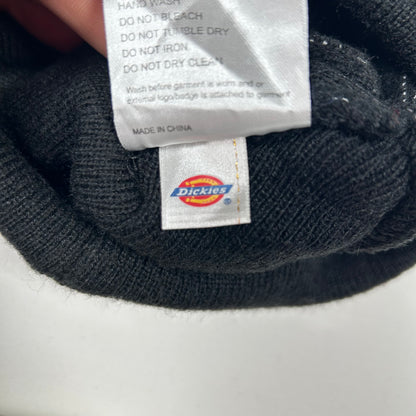 HAND WASH
DO NOT BLEACH
DO NOT TUMBLE DRY
DO NOT IRON
DO NOT DRY CLEAN
Wash before garment is worn and or
external logo/badge is attached to garment
MADE IN CHINA
Dickies
®